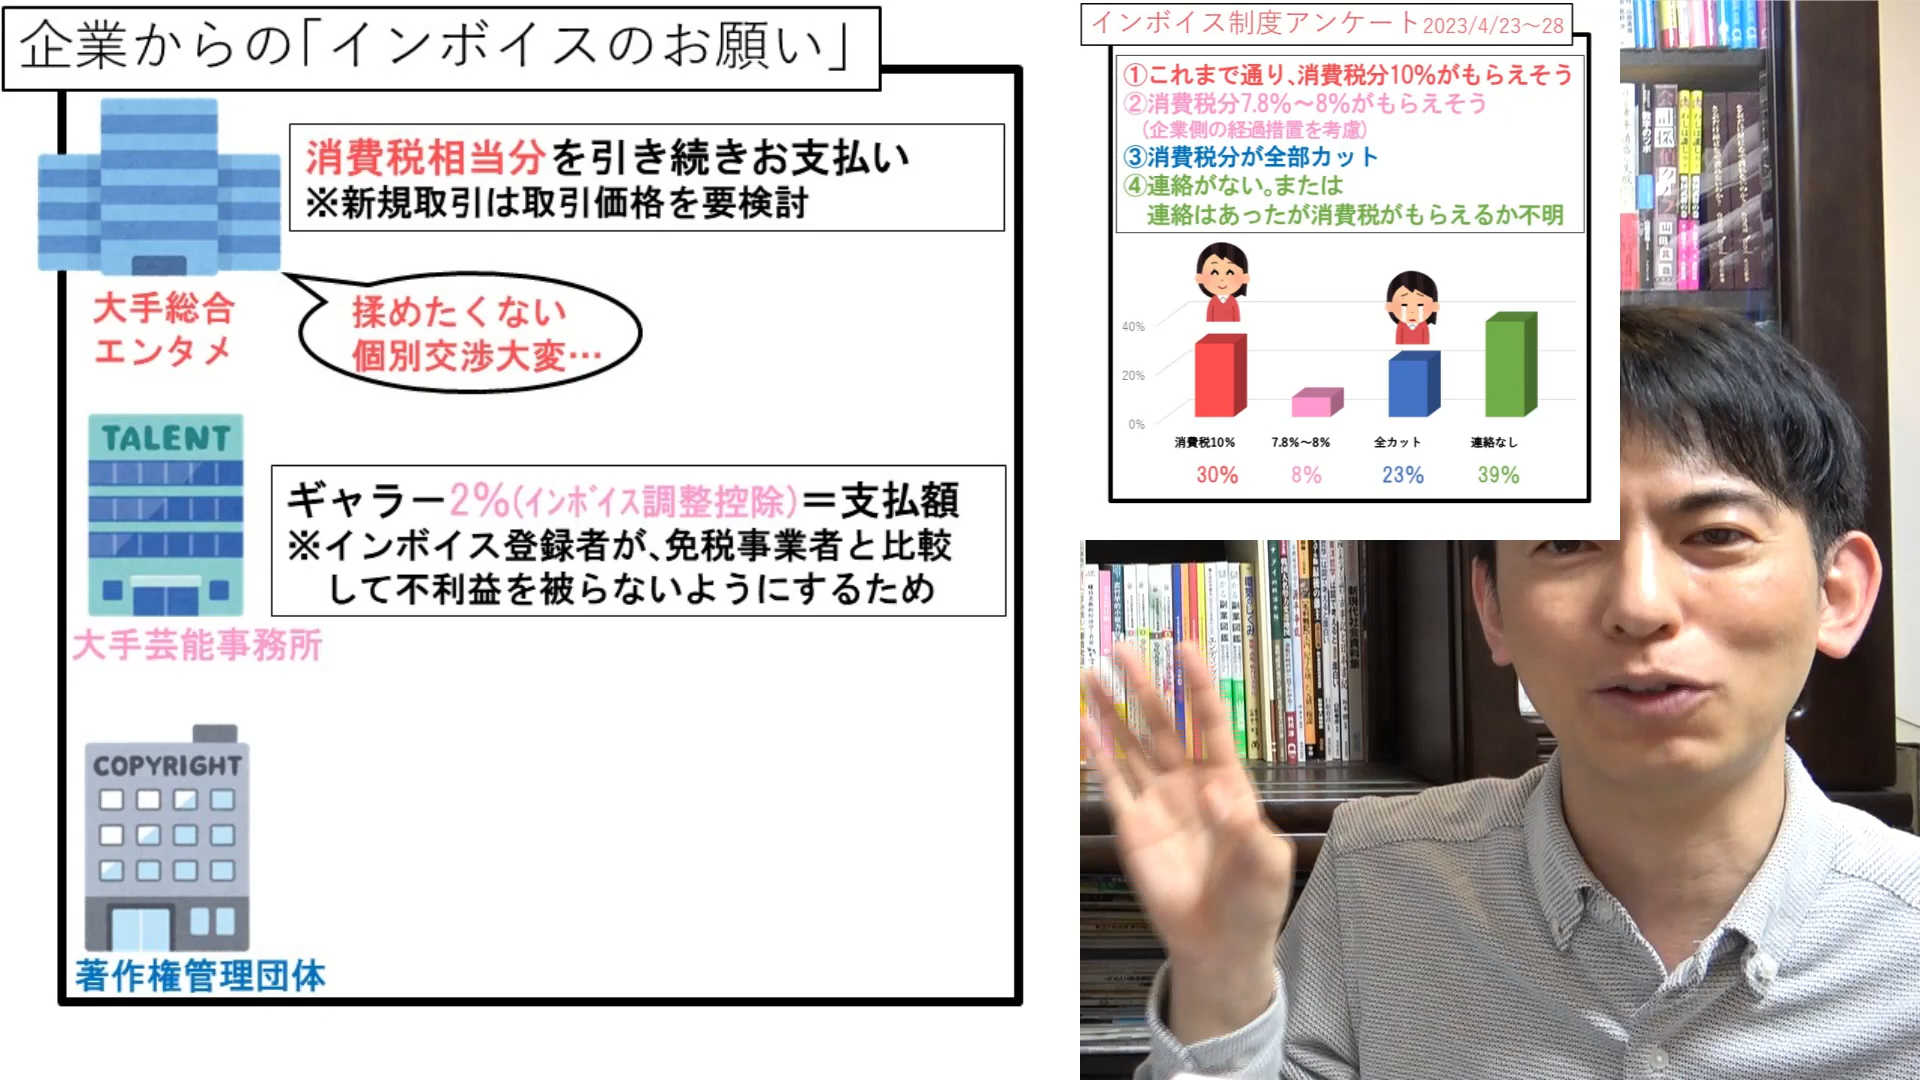 企業からの「インボイスのお願い」
消費税相当分を引き続きお支払い
※新規取引は取引価格を要検討
大手総合
エンタメ
揉めたくない
個別交渉大変…
TALENT
ギャラー2%(インボイス調整控除)＝支払額
※インボイス登録者が、免税事業者と比較
して不利益を被らないようにするため
大手芸能事務所
COPYRIGHT
著作権管理団体
インボイス制度アンケート2023/4/23～28
①これまで通り、消費税分10%がもらえそう
②消費税分7.8%～8%がもらえそう
(企業側の経過措置を考慮)
③消費税分が全部カット
④連絡がない。または
連絡はあったが消費税がもらえるか不明
40%
20%
0%
消費税10% 7.8%～8% 全カット 連絡なし
30% 8% 23% 39%